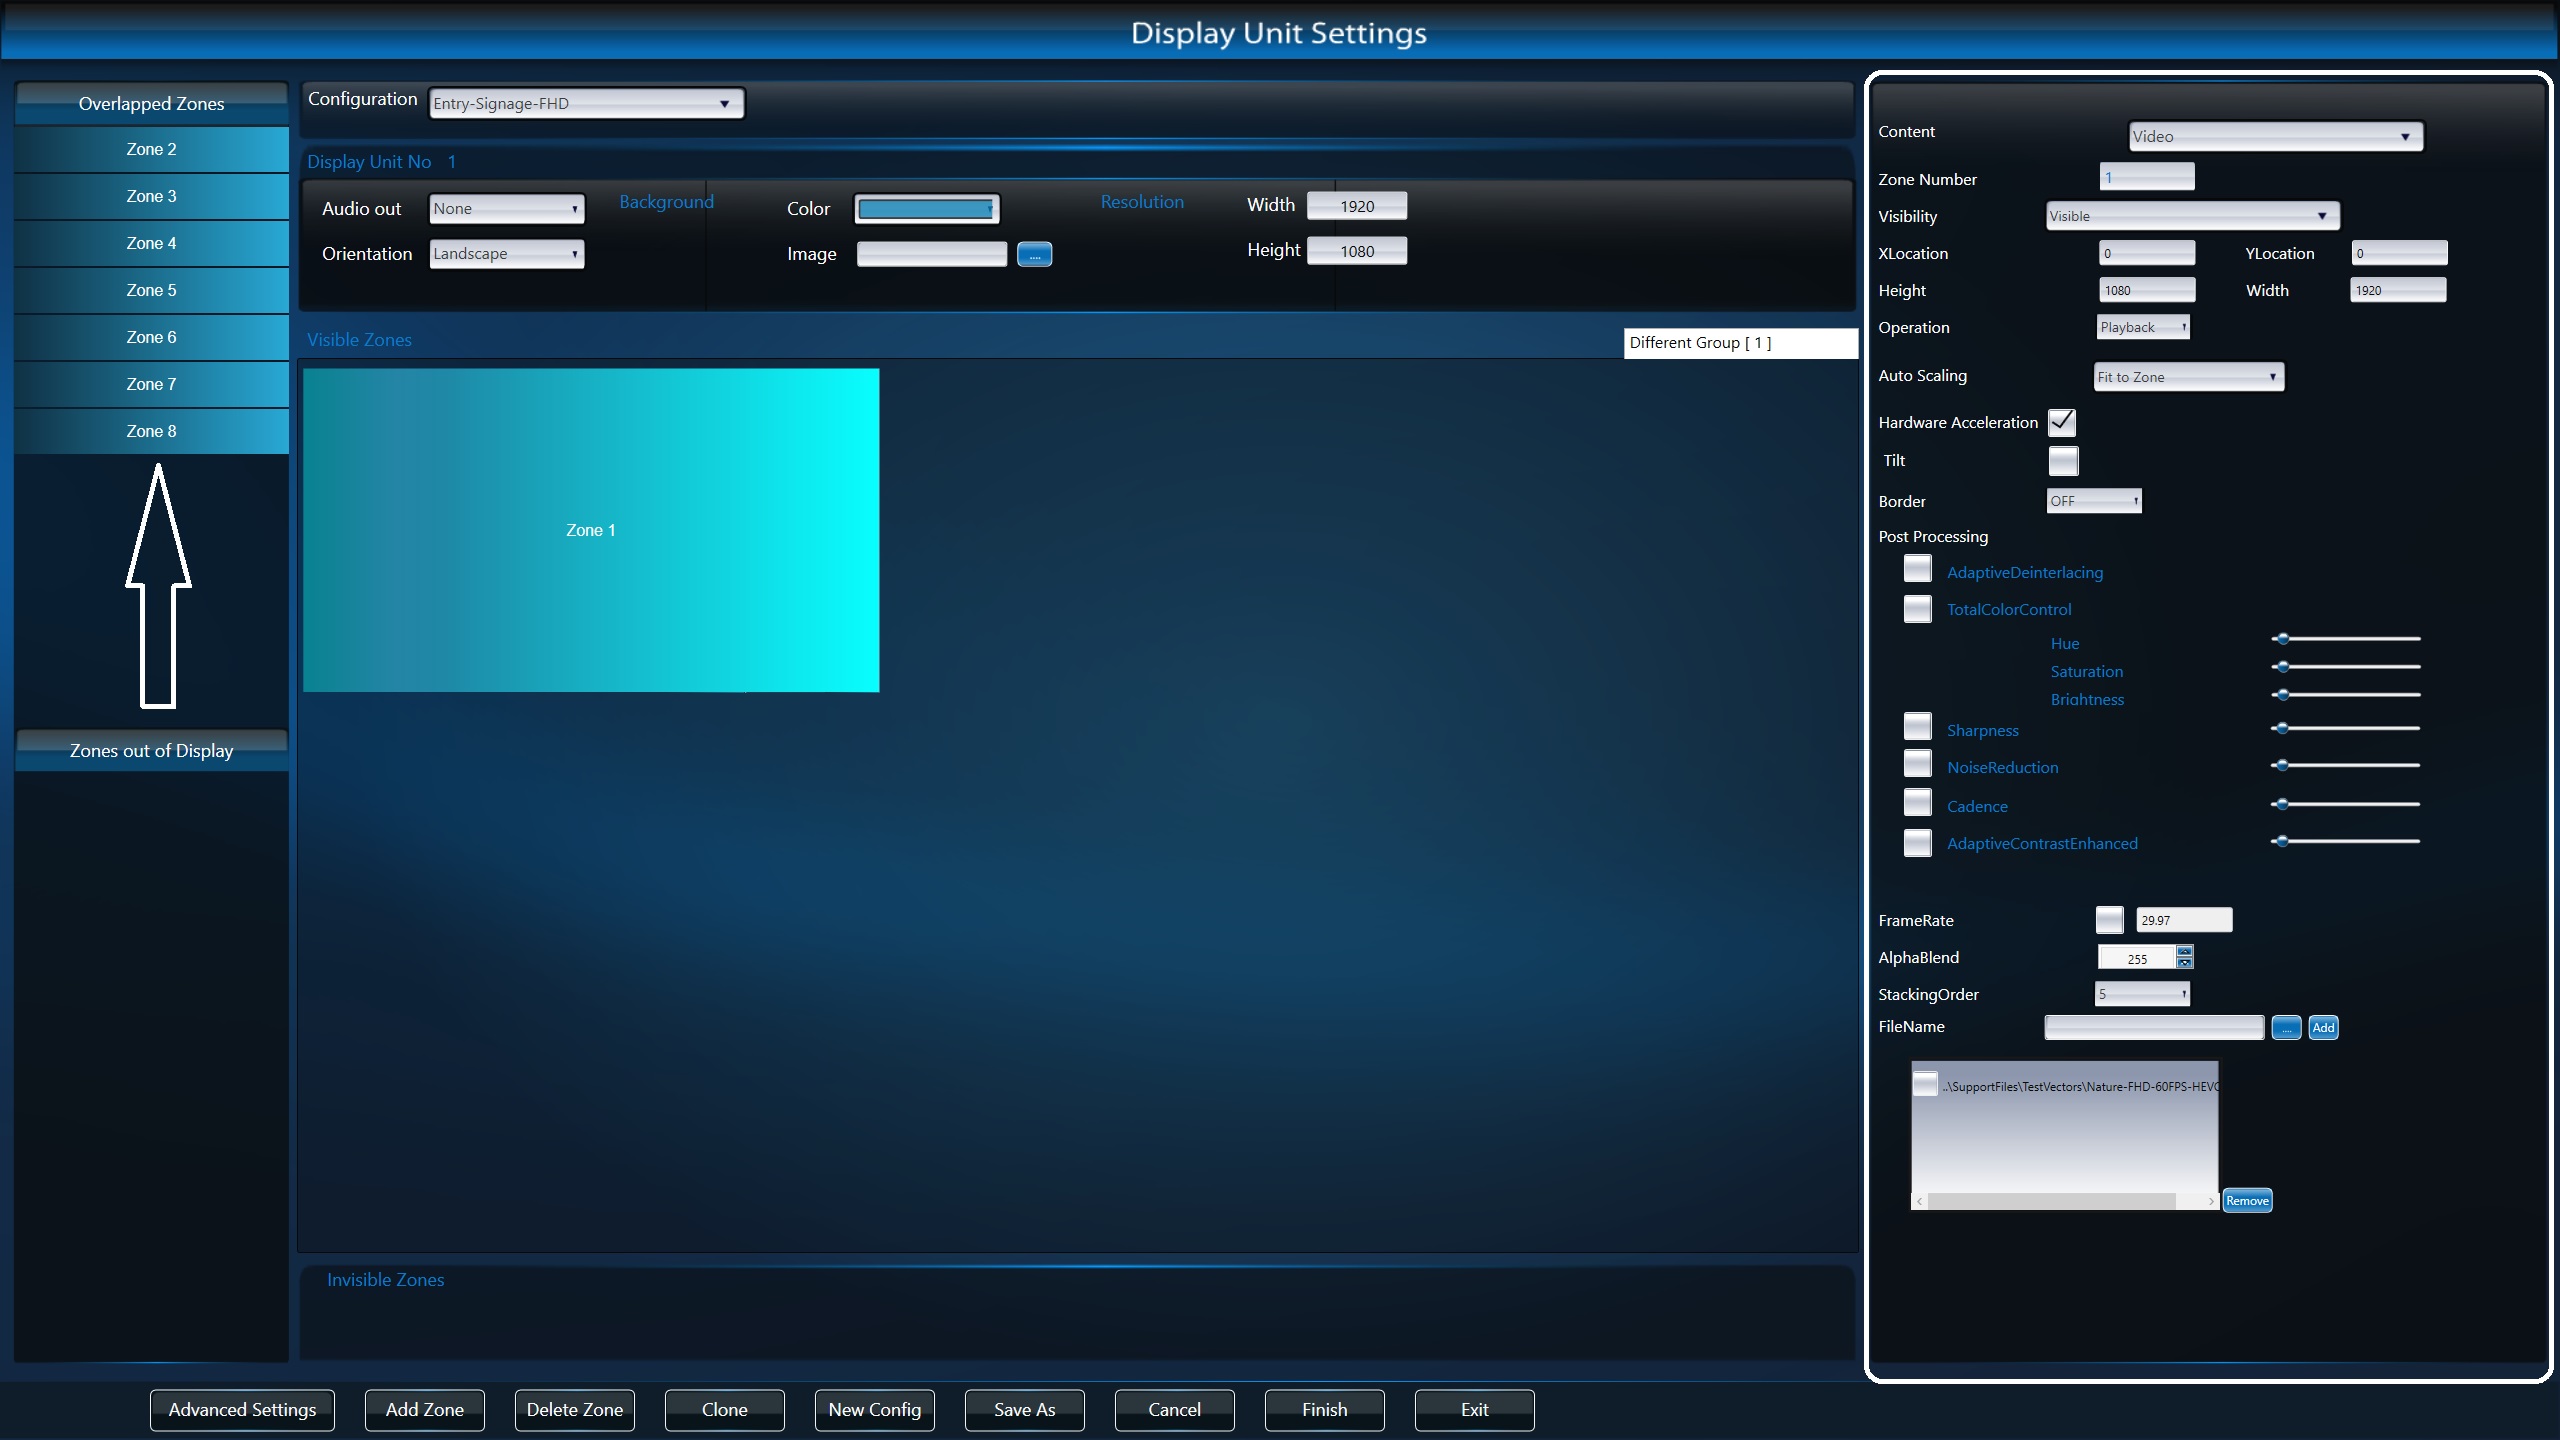 Display Unit Settings
Overlapped Zones
Zone 2
Zone 3
Zone 4
Zone 5
Zone 6
Zone 7
Zone 8
Zones out of Display
Configuration Entry-Signage-FHD
Display Unit No 1
Audio out None
Orientation Landscape
Background
Color
Image ....
Resolution
Width 1920
Height 1080
Visible Zones
Different Group [ 1 ]
Zone 1
Invisible Zones
Content Video
Zone Number 1
Visibility Visible
XLocation 0 YLocation 0
Height 1080 Width 1920
Operation Playback
Auto Scaling Fit to Zone
Hardware Acceleration
Tilt
Border OFF
Post Processing
AdaptiveDeinterlacing
TotalColorControl
Hue
Saturation
Brightness
Sharpness
NoiseReduction
Cadence
AdaptiveContrastEnhanced
FrameRate 29.97
AlphaBlend 255
StackingOrder 5
FileName .... Add
..\SupportFiles\TestVectors\Nature-FHD-60FPS-HEVC
Remove
Advanced Settings Add Zone Delete Zone Clone New Config Save As Cancel Finish Exit